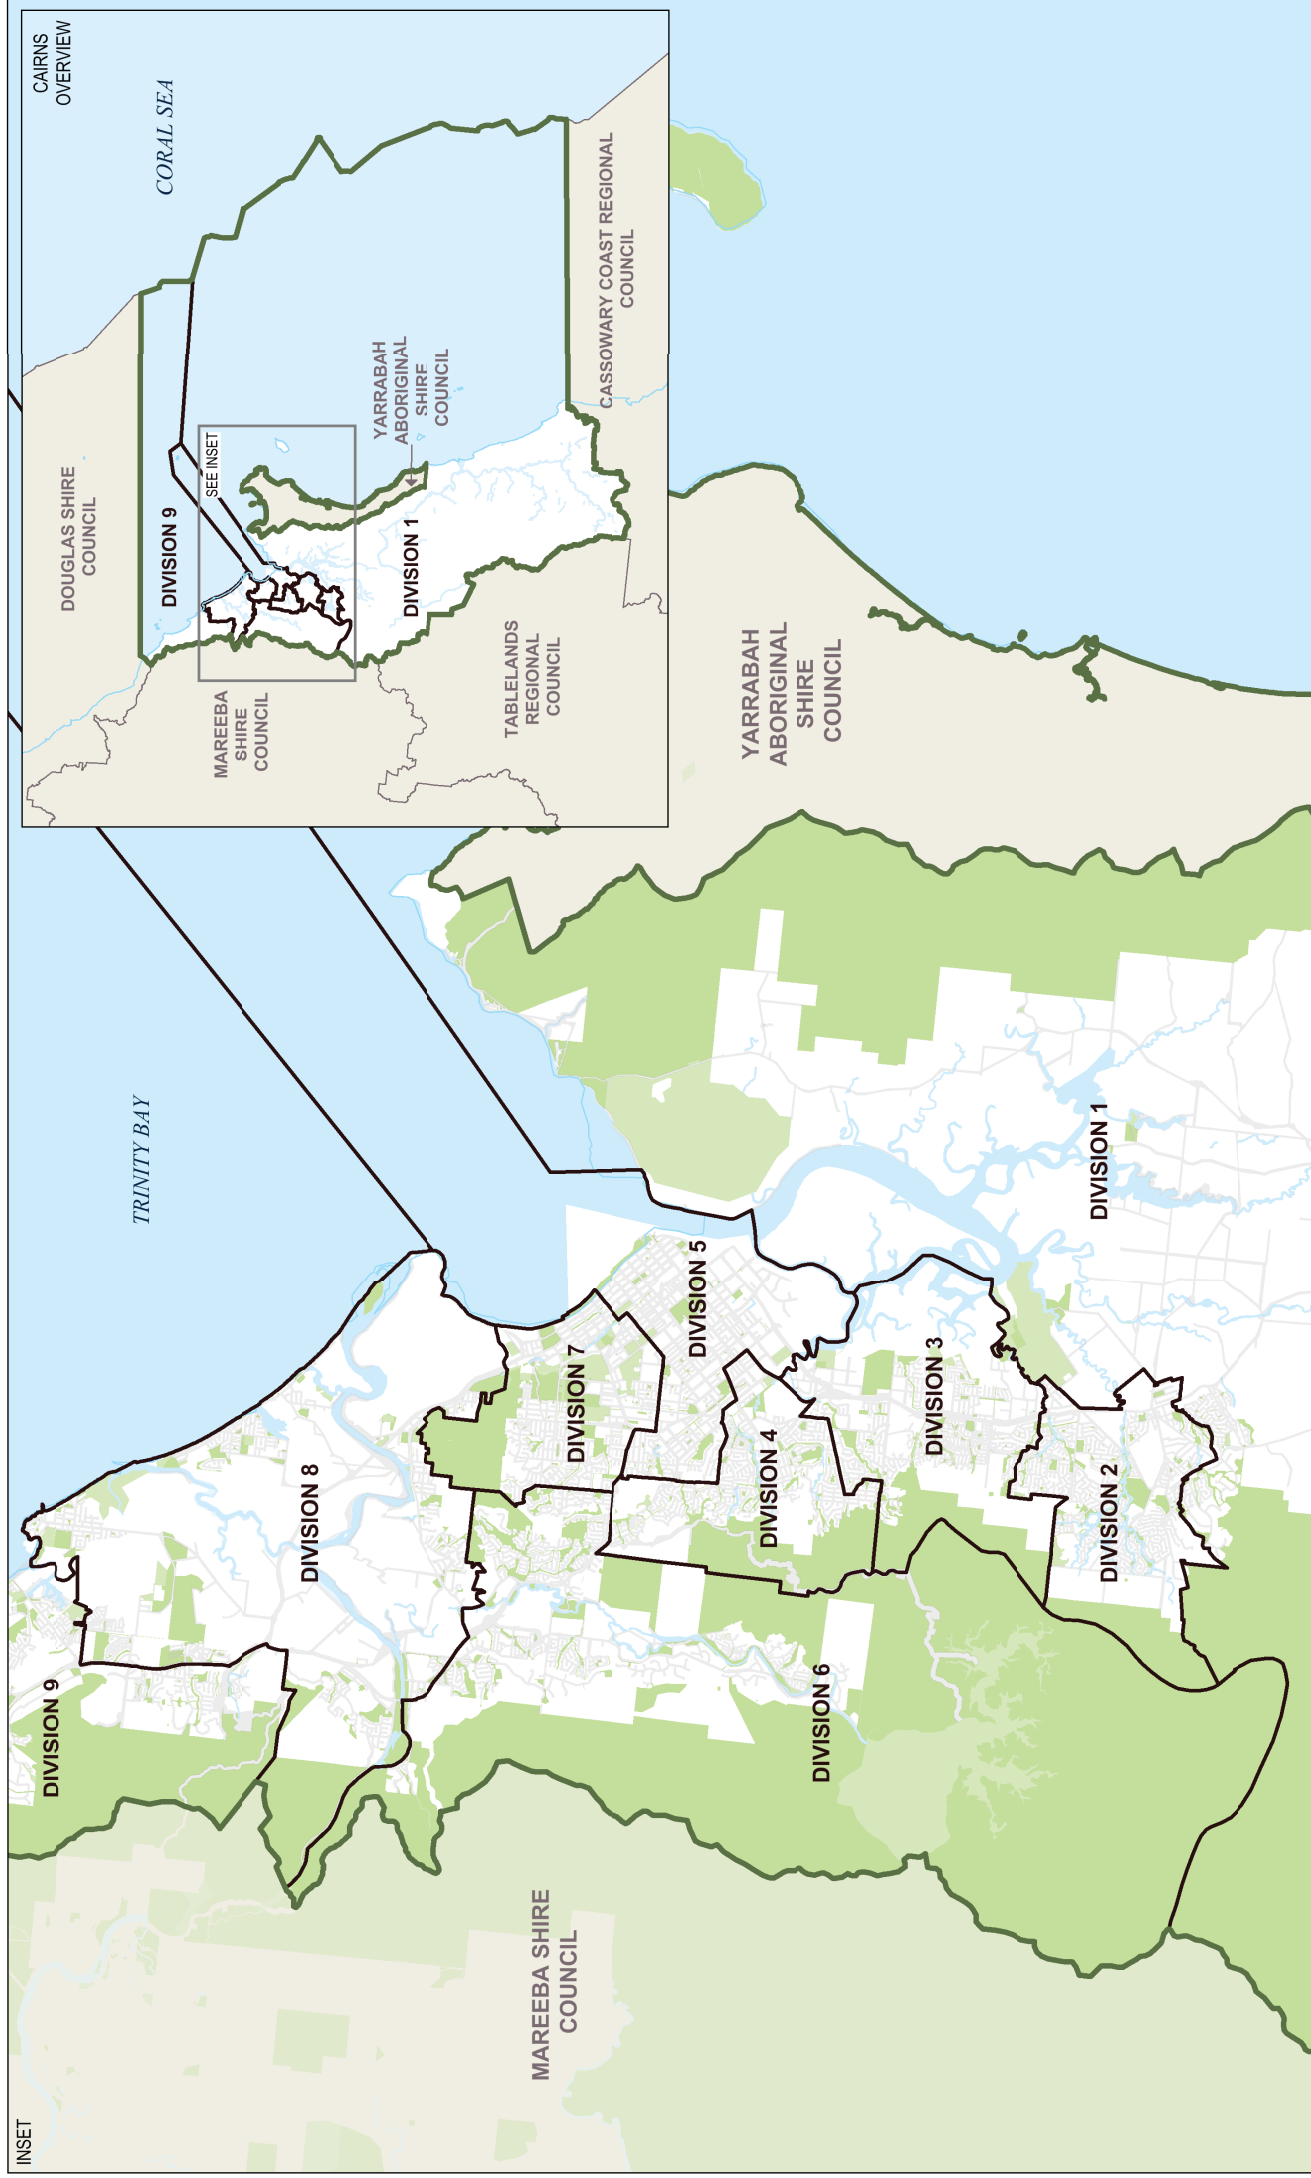 INSET
CAIRNS
OVERVIEW
CORAL SEA
DOUGLAS SHIRE
COUNCIL
DIVISION 9
SEE INSET
MAREEBA
SHIRE
COUNCIL
YARRABAH
ABORIGINAL
SHIRE
COUNCIL
DIVISION 1
TABLELANDS
REGIONAL
COUNCIL
CASSOWARY COAST REGIONAL
COUNCIL
TRINITY BAY
DIVISION 9
DIVISION 8
DIVISION 7
DIVISION 5
DIVISION 4
DIVISION 6
DIVISION 3
DIVISION 2
DIVISION 1
MAREEBA SHIRE
COUNCIL
YARRABAH
ABORIGINAL
SHIRE
COUNCIL